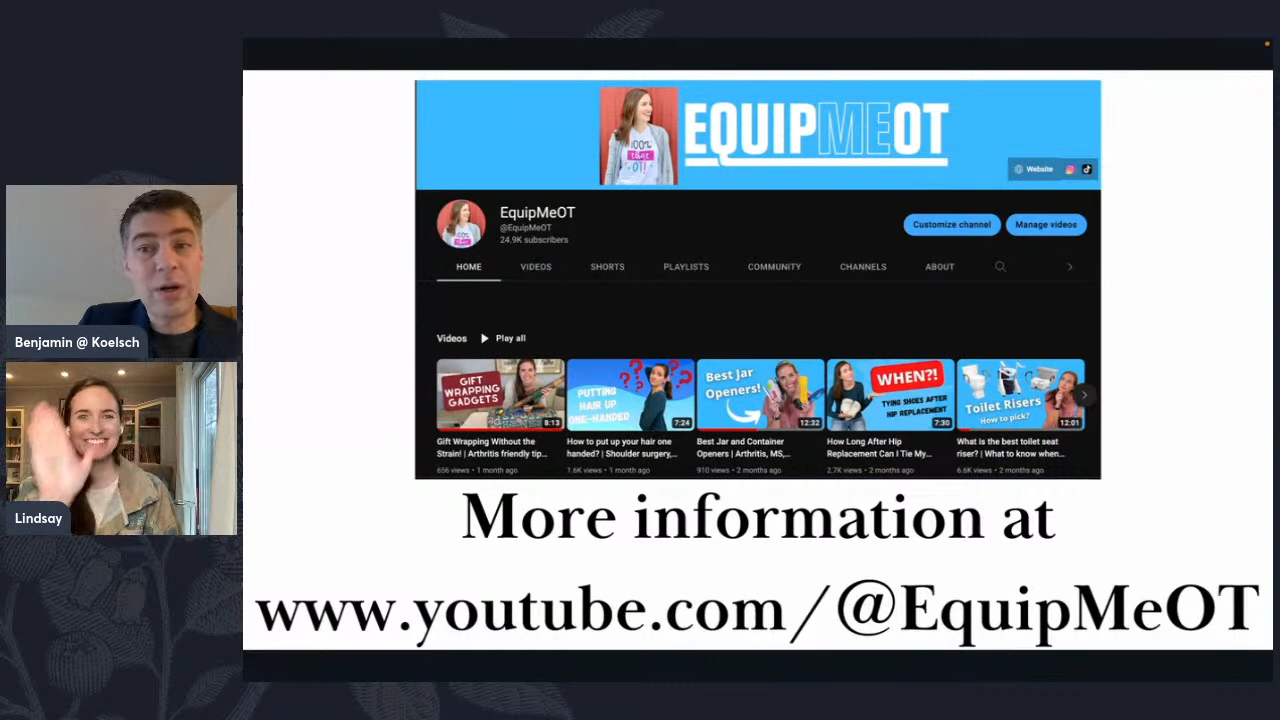 EQUIPMEOT
100%
that
OT!
Website
EquipMeOT
@EquipMeOT
24.9K subscribers
Customize channel
Manage videos
HOME
VIDEOS
SHORTS
PLAYLISTS
COMMUNITY
CHANNELS
ABOUT
Videos
Play all
GIFT
WRAPPING
GADGETS
8:13
PUTTING
HAIR UP
ONE-HANDED
7:24
Best Jar
Openers!
12:32
WHEN?!
TYING SHOES AFTER
HIP REPLACEMENT
7:30
Toilet Risers
How to pick?
12:01
Gift Wrapping Without the
Strain! | Arthritis friendly tip...
656 views • 1 month ago
How to put up your hair one
handed? | Shoulder surgery,...
1.6K views • 1 month ago
Best Jar and Container
Openers | Arthritis, MS,...
910 views • 2 months ago
How Long After Hip
Replacement Can I Tie My...
2.7K views • 2 months ago
What is the best toilet seat
riser? | What to know when...
6.6K views • 2 months ago
Benjamin @ Koelsch
Lindsay
More information at
www.youtube.com/@EquipMeOT